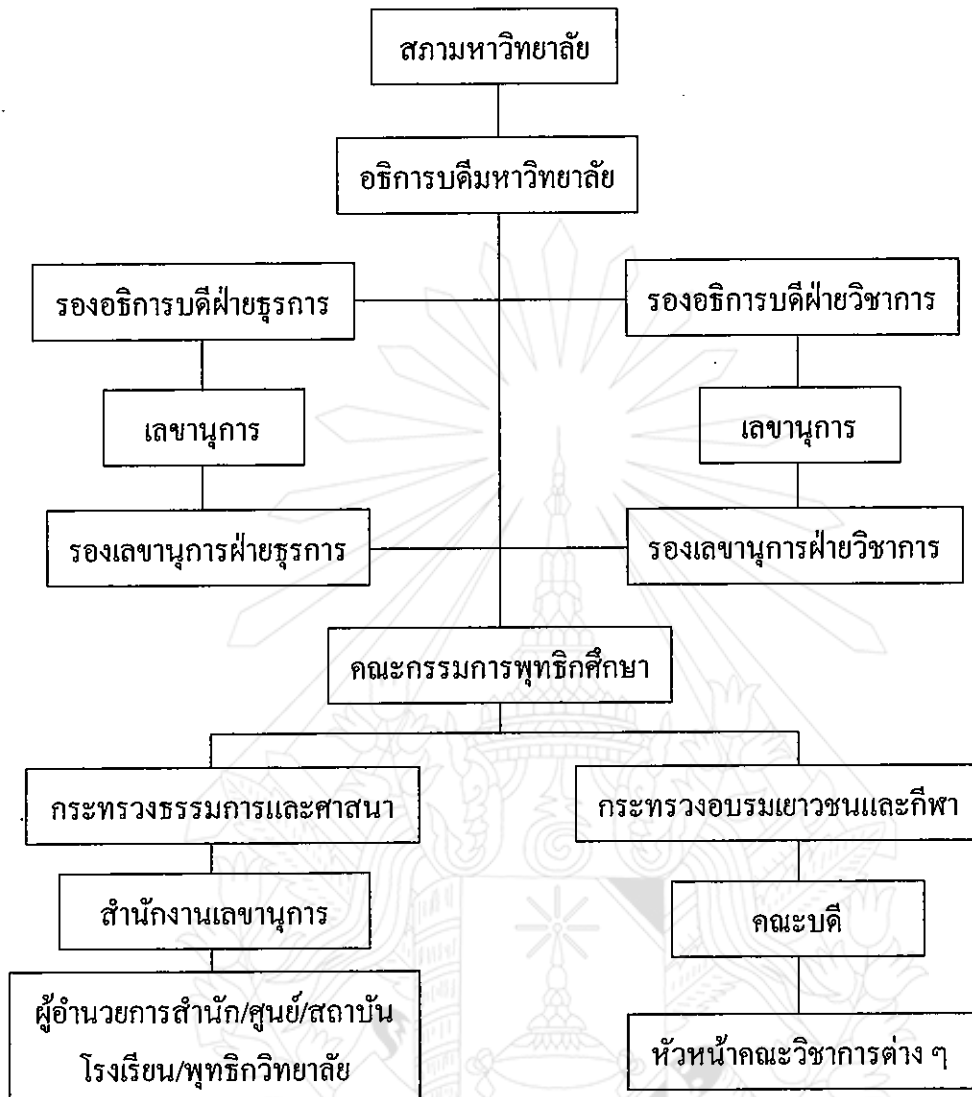 สภามหาวิทยาลัย
อธิการบดีมหาวิทยาลัย
รองอธิการบดีฝ่ายธุรการ
รองอธิการบดีฝ่ายวิชาการ
เลขานุการ
เลขานุการ
รองเลขานุการฝ่ายธุรการ
รองเลขานุการฝ่ายวิชาการ
คณะกรรมการพุทธิกศึกษา
กระทรวงธรรมการและศาสนา
กระทรวงอบรมเยาวชนและกีฬา
สำนักงานเลขานุการ
คณะบดี
ผู้อำนวยการสำนัก/ศูนย์/สถาบัน
โรงเรียน/พุทธิกวิทยาลัย
หัวหน้าคณะวิชาการต่าง ๆ